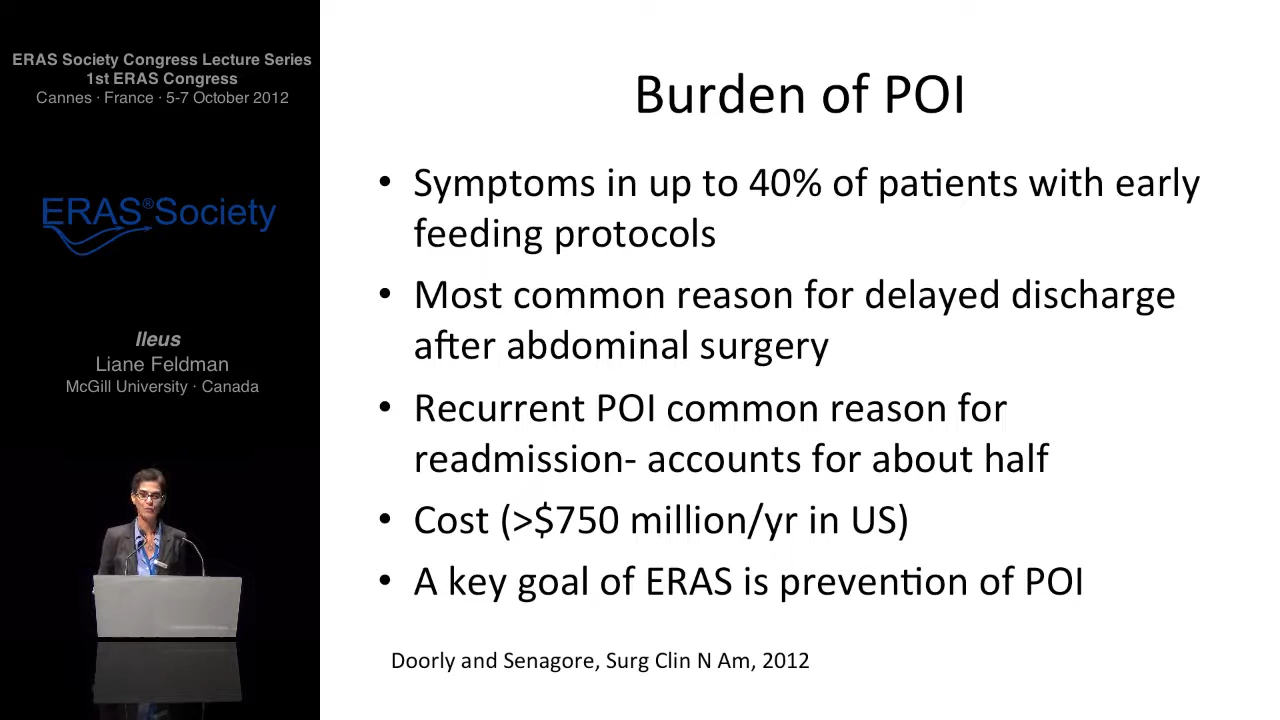 ERAS Society Congress Lecture Series
1st ERAS Congress
Cannes · France · 5-7 October 2012
ERAS®Society
Ileus
Liane Feldman
McGill University · Canada
Burden of POI
• Symptoms in up to 40% of patients with early
feeding protocols
• Most common reason for delayed discharge
after abdominal surgery
• Recurrent POI common reason for
readmission- accounts for about half
• Cost (>$750 million/yr in US)
• A key goal of ERAS is prevention of POI
Doorly and Senagore, Surg Clin N Am, 2012